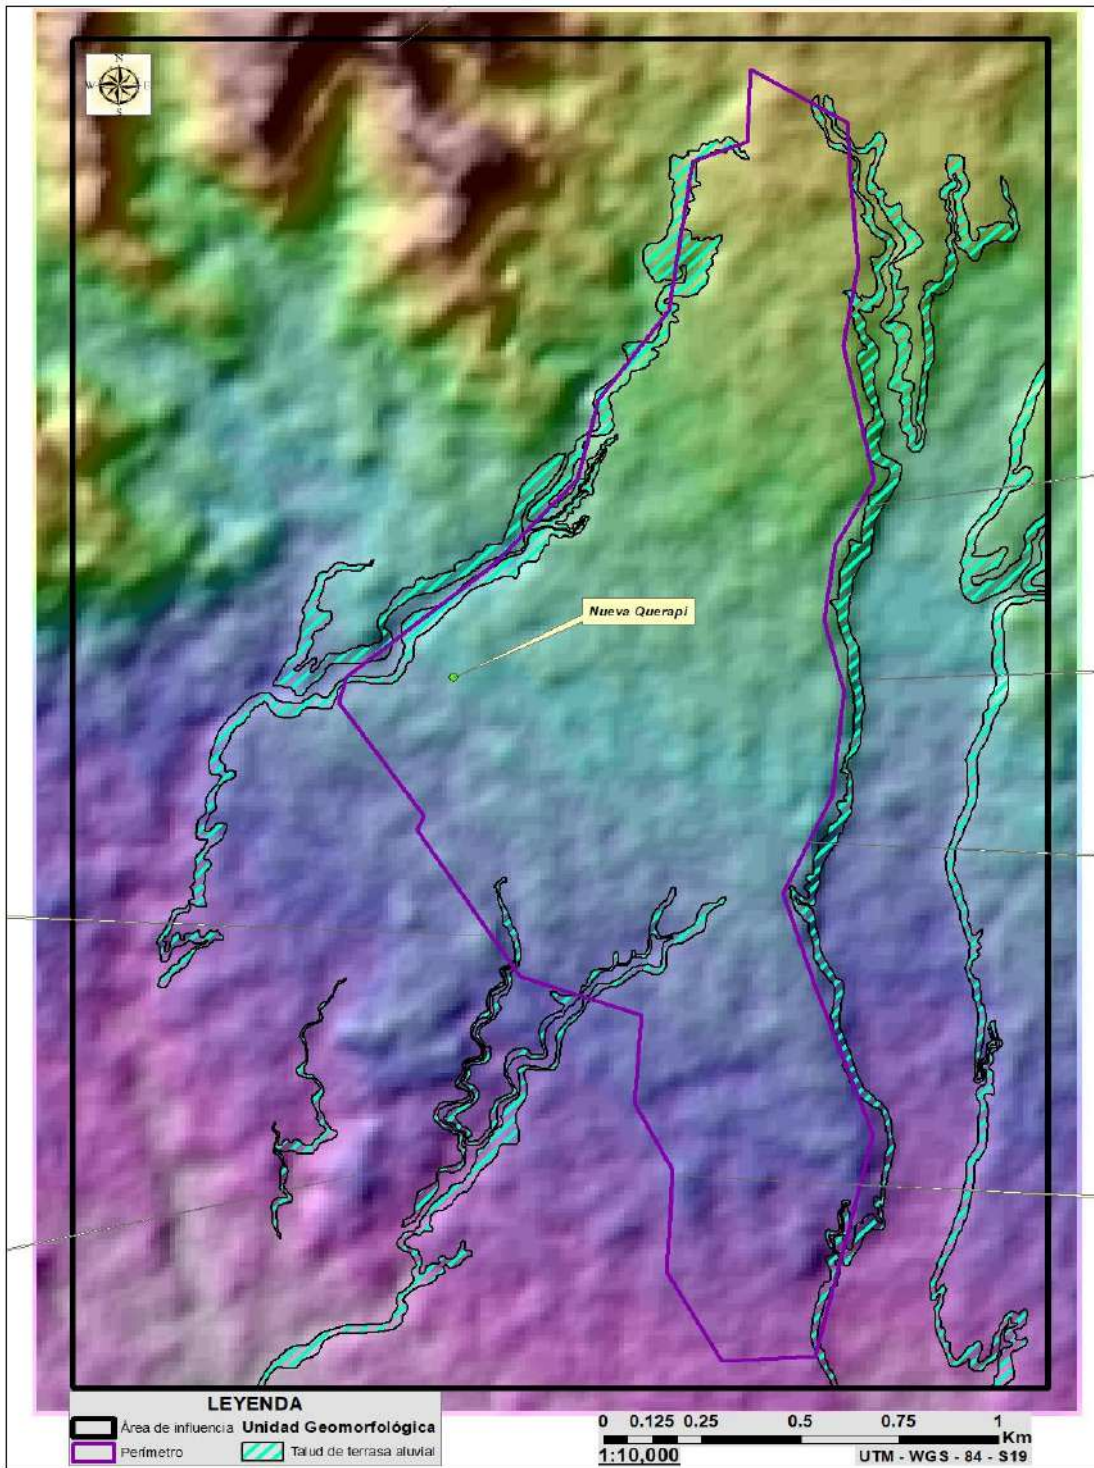 N
W E
S
Nueva Querapi
LEYENDA
Área de influencia Unidad Geomorfológica
Perímetro Talud de terrasa aluvial
0 0.125 0.25 0.5 0.75 1
Km
1:10,000 UTM - WGS - 84 - S19